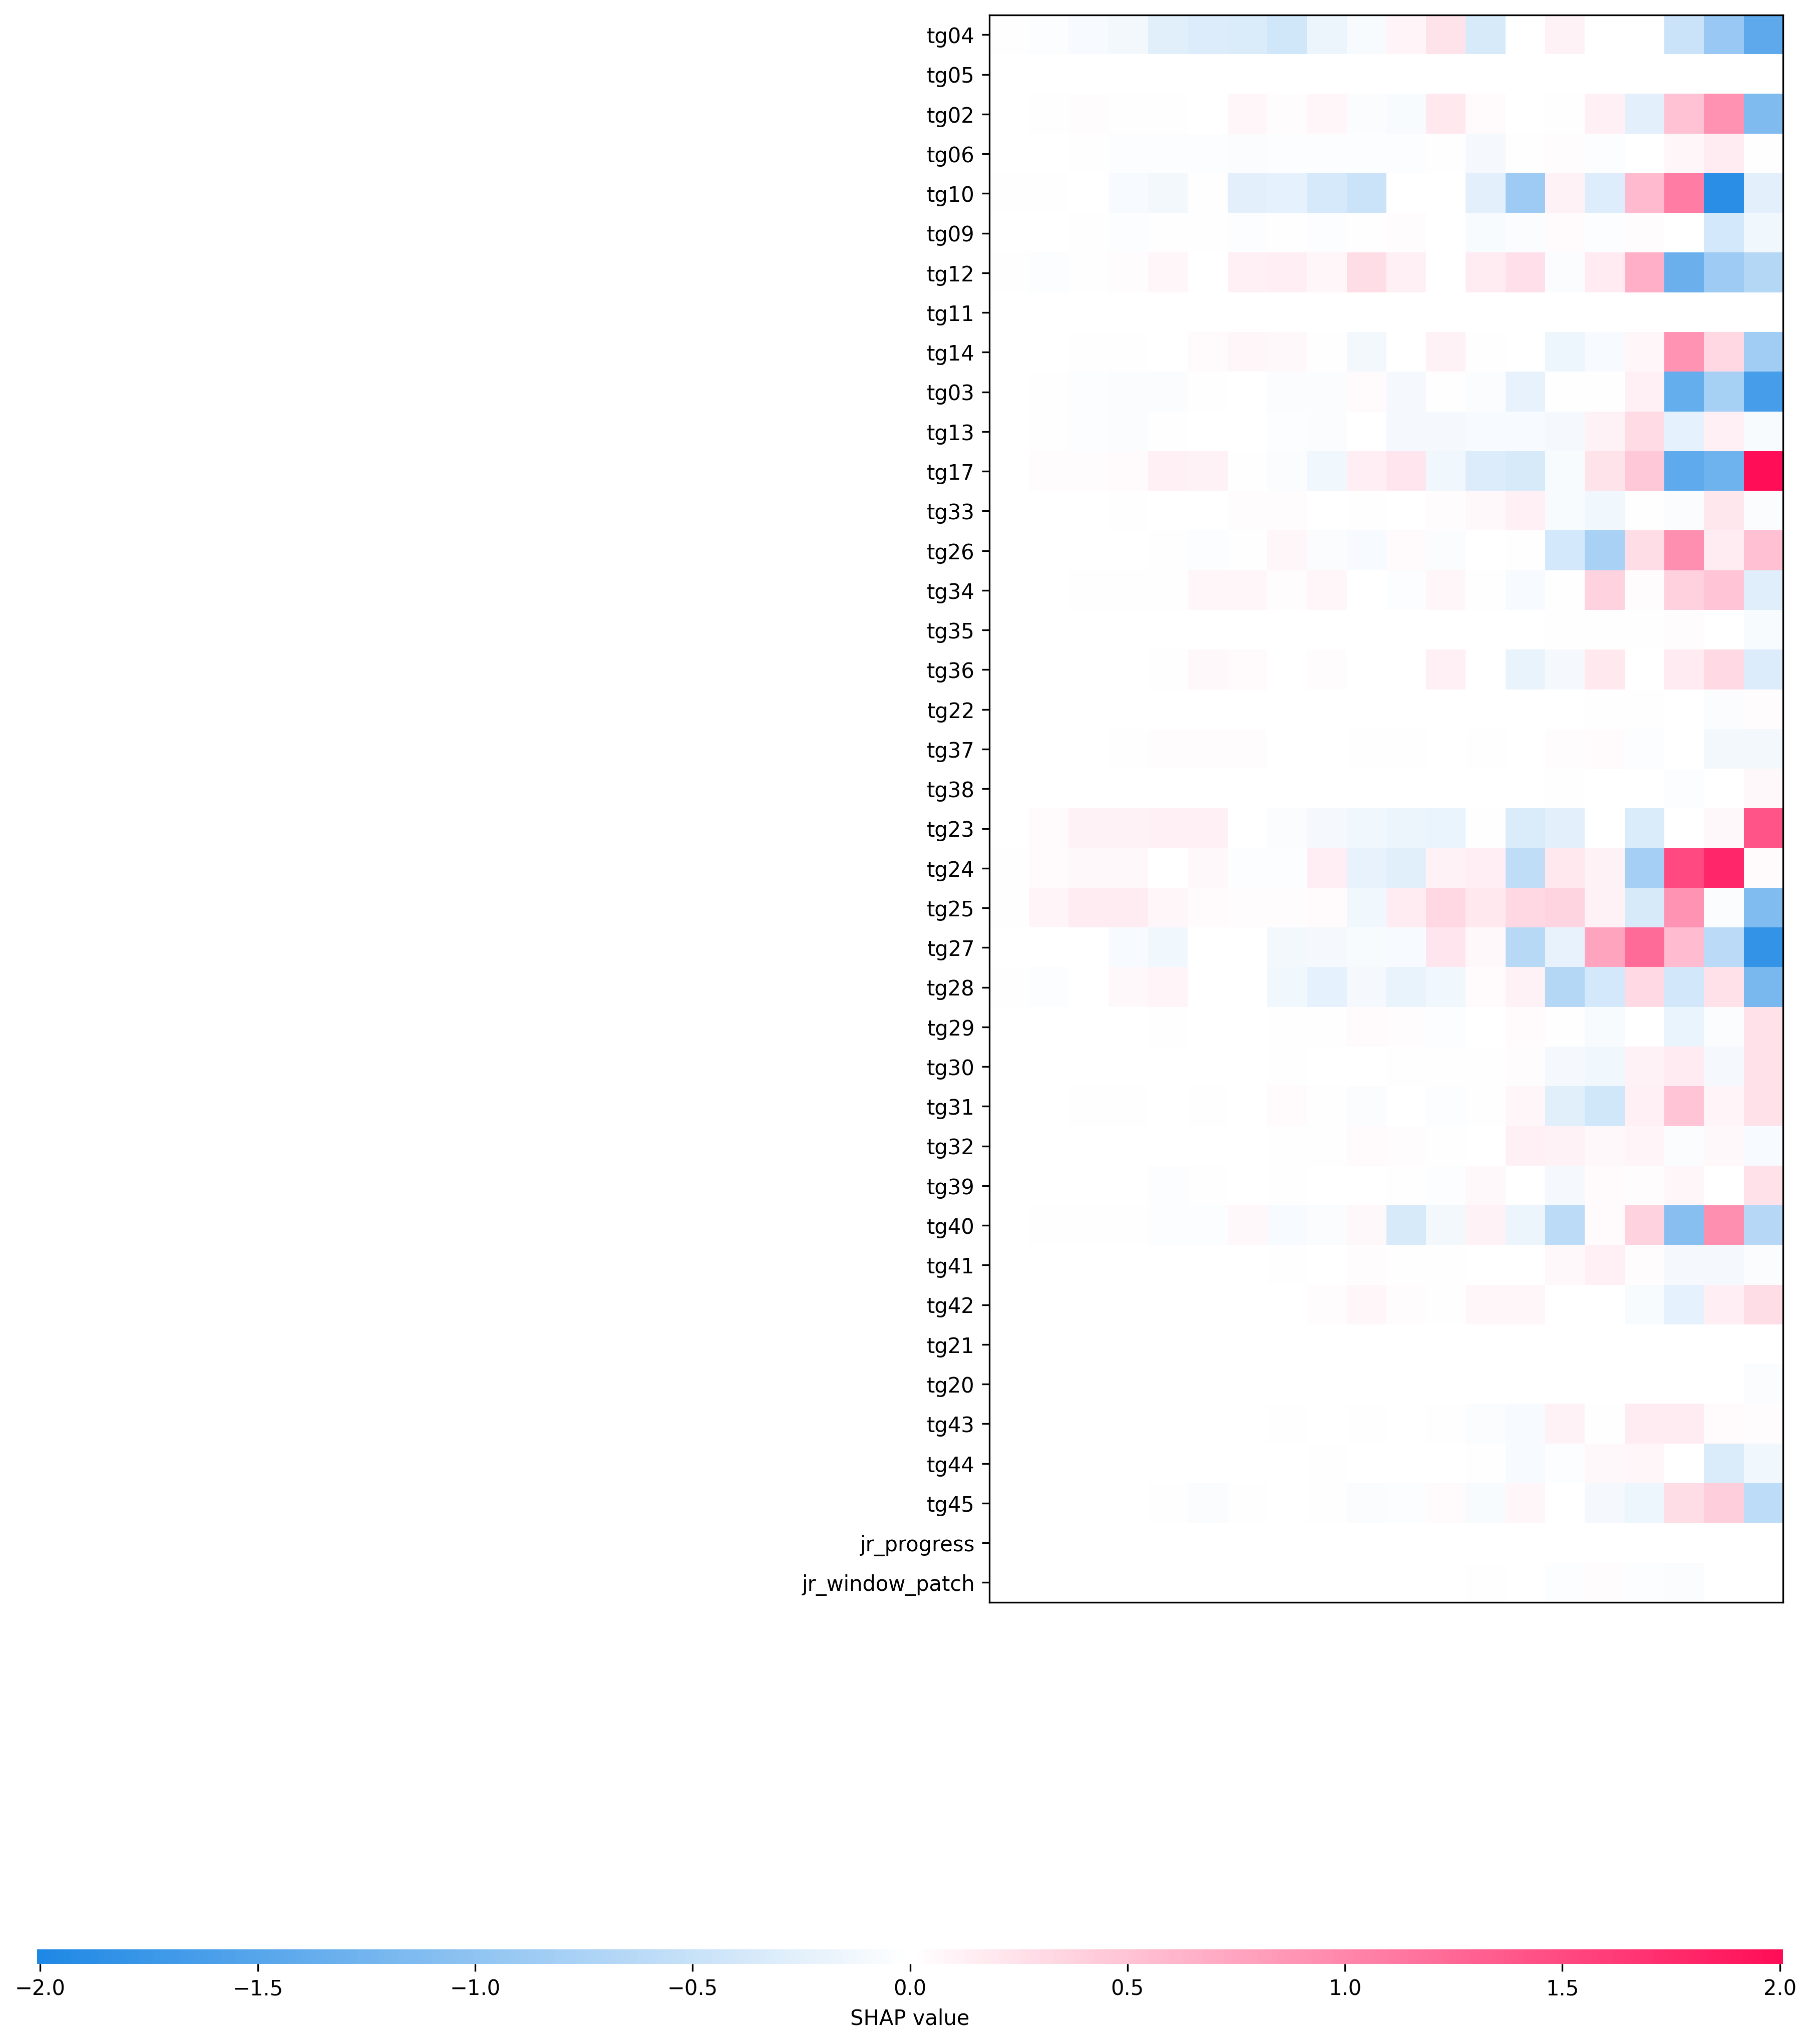 tg04
tg05
tg02
tg06
tg10
tg09
tg12
tg11
tg14
tg03
tg13
tg17
tg33
tg26
tg34
tg35
tg36
tg22
tg37
tg38
tg23
tg24
tg25
tg27
tg28
tg29
tg30
tg31
tg32
tg39
tg40
tg41
tg42
tg21
tg20
tg43
tg44
tg45
jr_progress
jr_window_patch
−2.0 −1.5 −1.0 −0.5 0.0 0.5 1.0 1.5 2.0
SHAP value